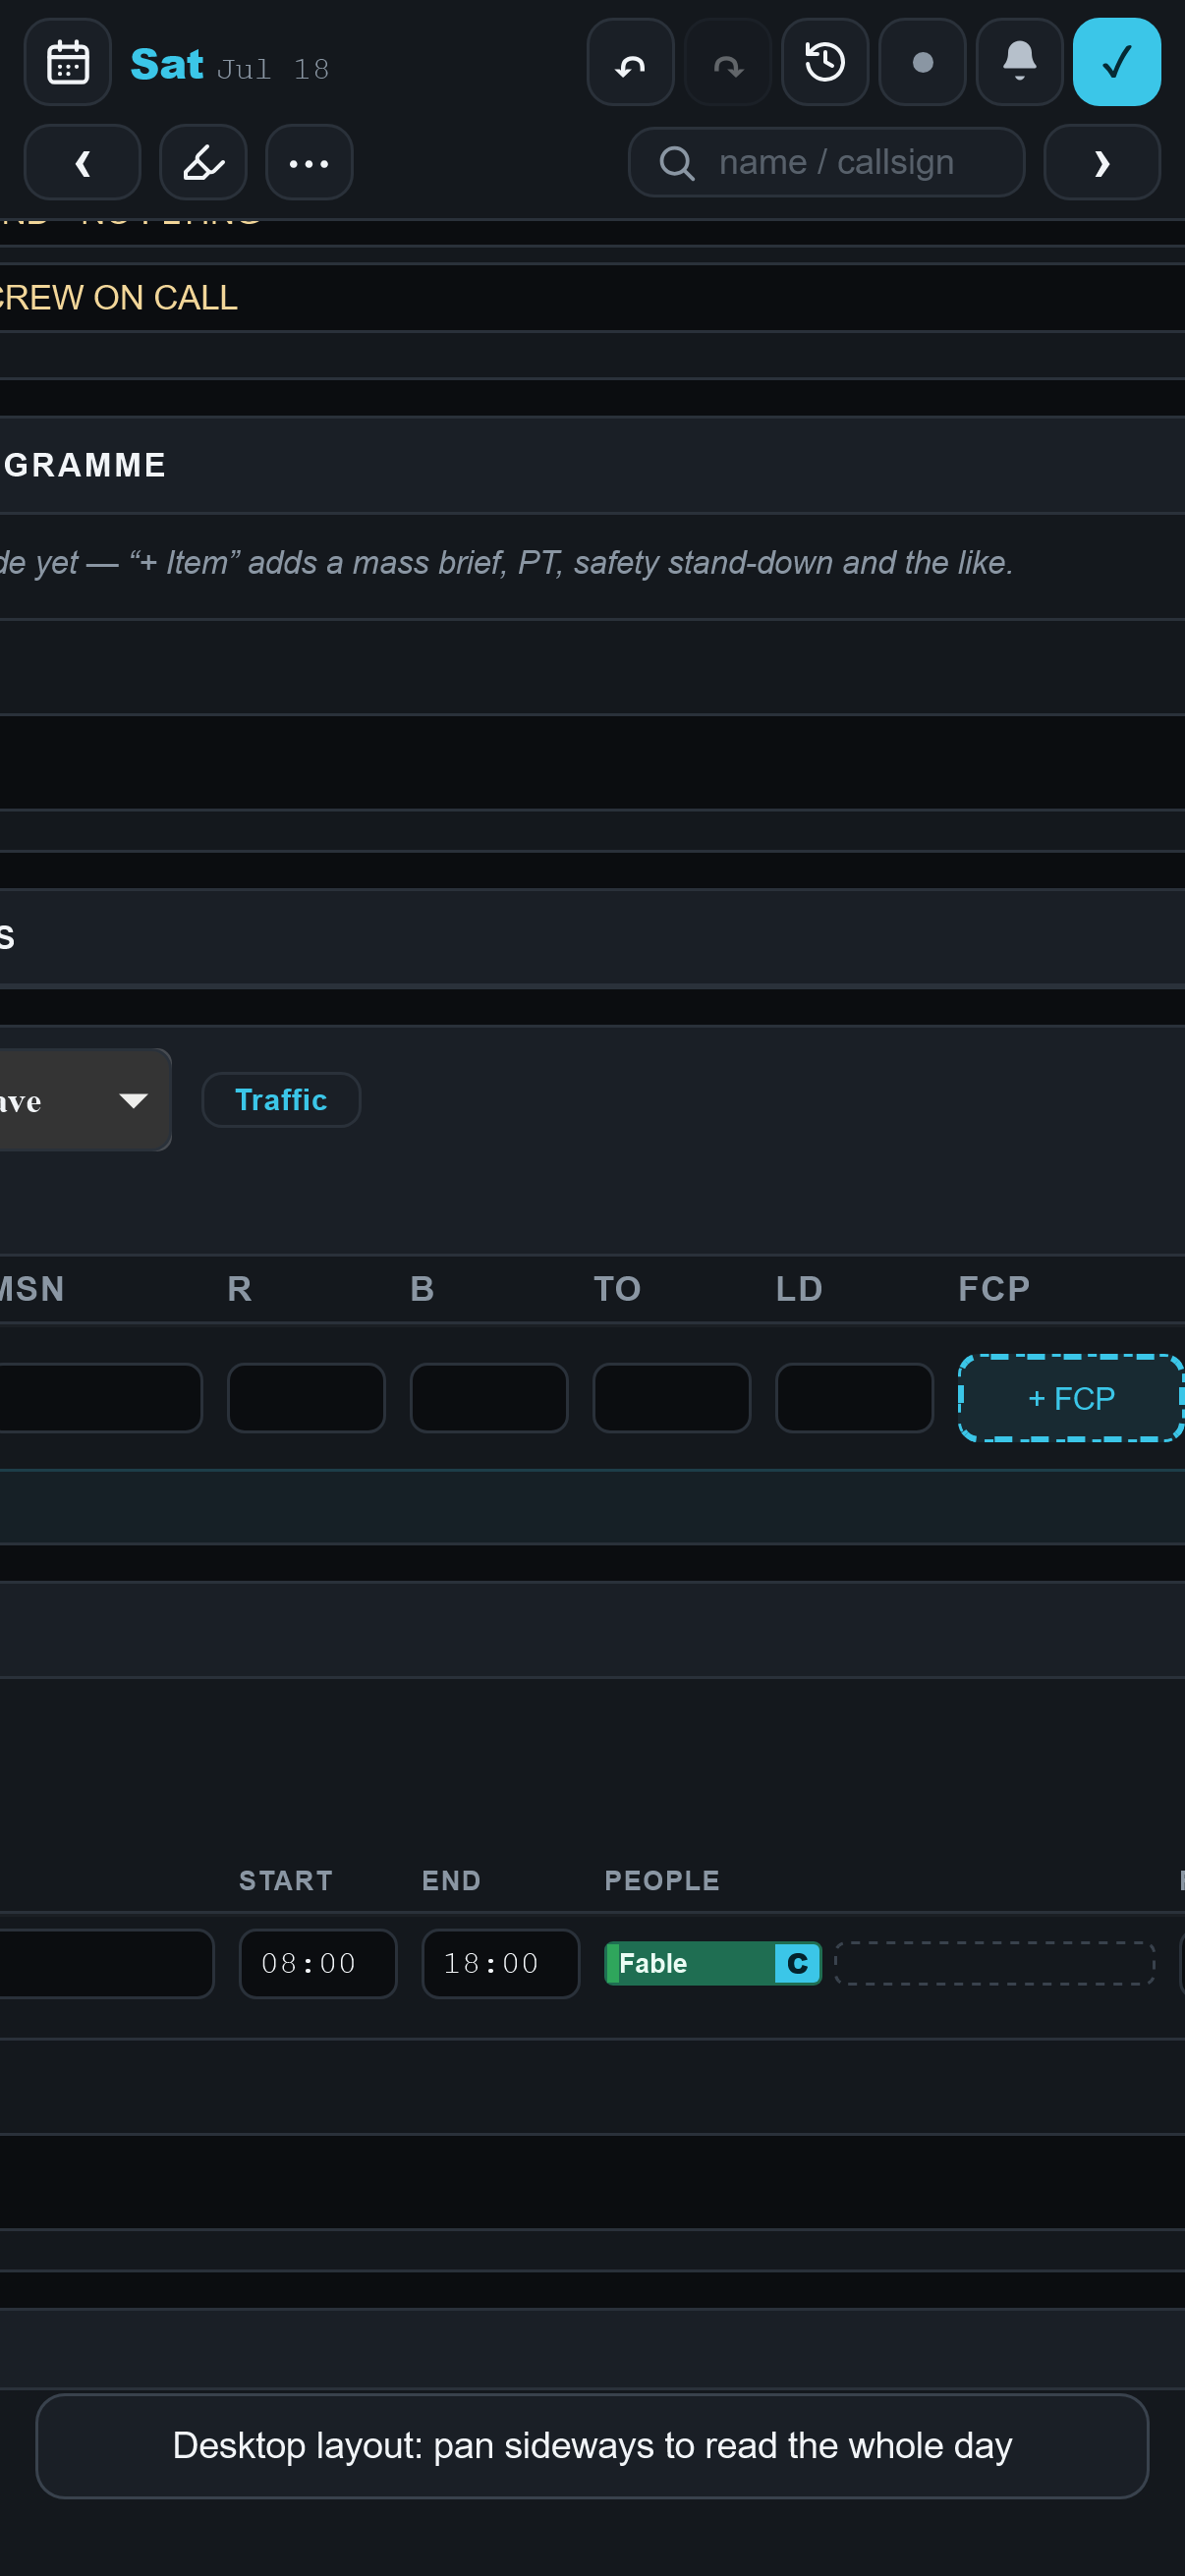 Sat Jul 18
name / callsign
CREW ON CALL
GRAMME
de yet — “+ Item” adds a mass brief, PT, safety stand-down and the like.
S
ave
Traffic
MSN R B TO LD FCP
+ FCP
START END PEOPLE
08:00 18:00 Fable C
Desktop layout: pan sideways to read the whole day